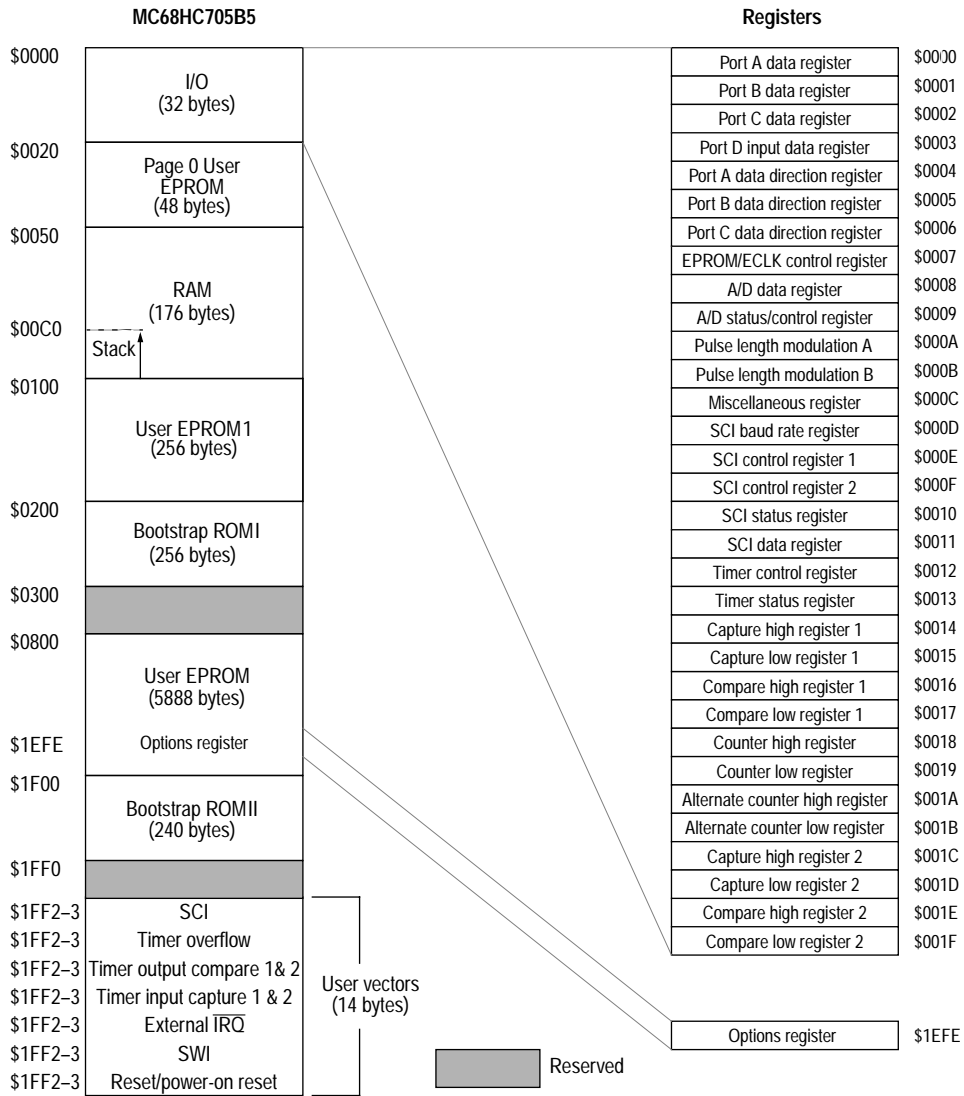 MC68HC705B5
$0000
I/O
(32 bytes)
$0020
Page 0 User
EPROM
(48 bytes)
$0050
RAM
(176 bytes)
$00C0
Stack
$0100
User EPROM1
(256 bytes)
$0200
Bootstrap ROMI
(256 bytes)
$0300
$0800
User EPROM
(5888 bytes)
$1EFE Options register
$1F00
Bootstrap ROMII
(240 bytes)
$1FF0
$1FF2–3 SCI
$1FF2–3 Timer overflow
$1FF2–3 Timer output compare 1& 2
$1FF2–3 Timer input capture 1 & 2
$1FF2–3 External IRQ
$1FF2–3 SWI
$1FF2–3 Reset/power-on reset
User vectors
(14 bytes)
Reserved
Registers
Port A data register $0000
Port B data register $0001
Port C data register $0002
Port D input data register $0003
Port A data direction register $0004
Port B data direction register $0005
Port C data direction register $0006
EPROM/ECLK control register $0007
A/D data register $0008
A/D status/control register $0009
Pulse length modulation A $000A
Pulse length modulation B $000B
Miscellaneous register $000C
SCI baud rate register $000D
SCI control register 1 $000E
SCI control register 2 $000F
SCI status register $0010
SCI data register $0011
Timer control register $0012
Timer status register $0013
Capture high register 1 $0014
Capture low register 1 $0015
Compare high register 1 $0016
Compare low register 1 $0017
Counter high register $0018
Counter low register $0019
Alternate counter high register $001A
Alternate counter low register $001B
Capture high register 2 $001C
Capture low register 2 $001D
Compare high register 2 $001E
Compare low register 2 $001F
Options register $1EFE